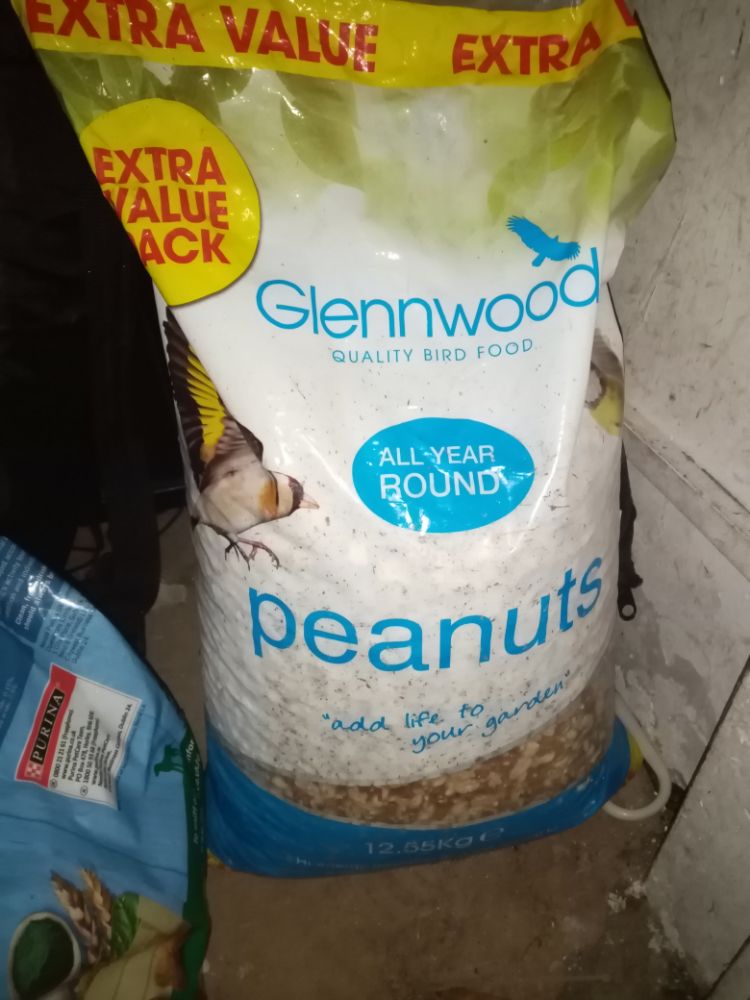 EXTRA VALUE EXTRA
EXTRA
VALUE
PACK
Glennwood
QUALITY BIRD FOOD
ALL YEAR
ROUND
peanuts
"add life to
your garden"
12.55Kg e
PURINA